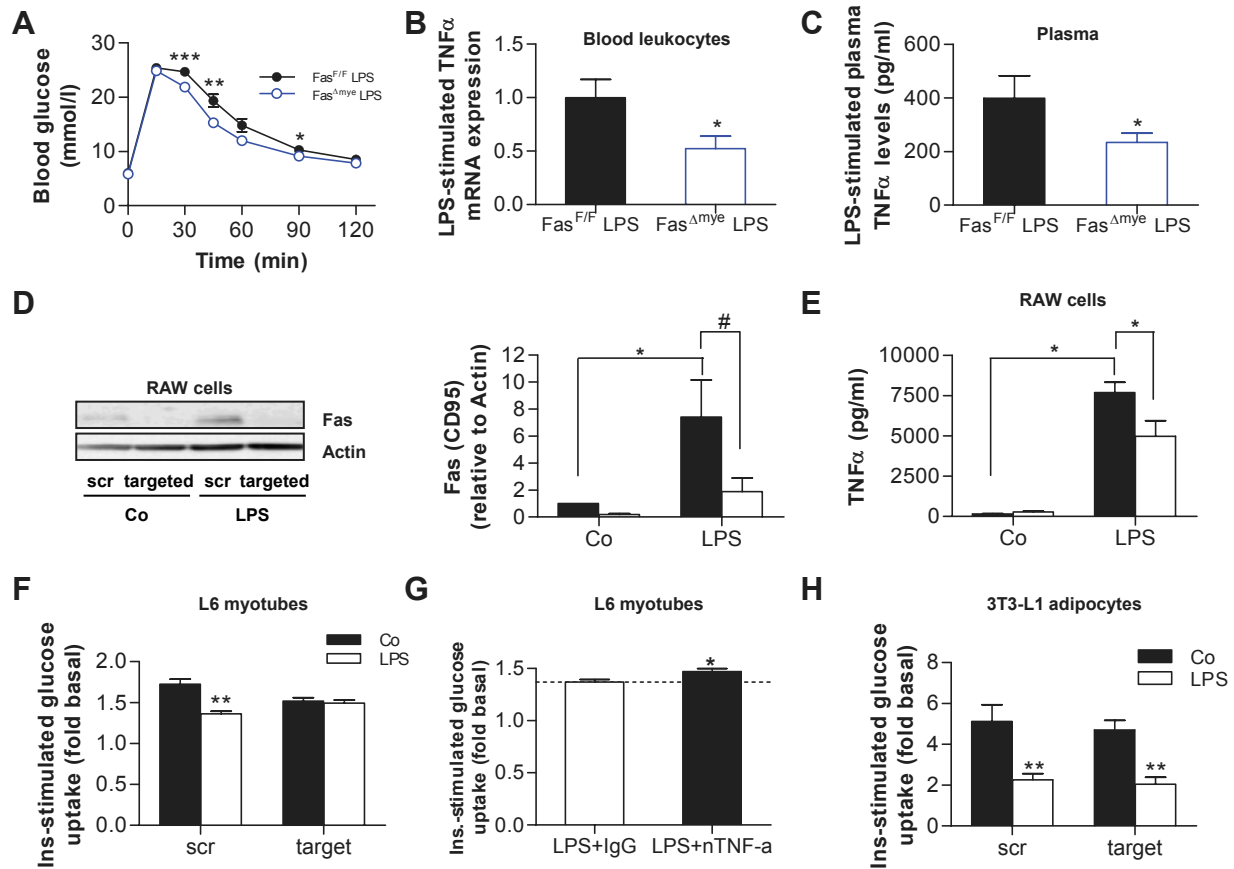 A
Blood glucose
(mmol/l)
30
20
10
0
***
**
*
Fas^F/F LPS
Fas^Δmye LPS
0 30 60 90 120
Time (min)
B
Blood leukocytes
LPS-stimulated TNFα
mRNA expression
1.5
1.0
0.5
0.0
*
Fas^F/F LPS Fas^Δmye LPS
C
Plasma
LPS-stimulated plasma
TNFα levels (pg/ml)
600
400
200
0
*
Fas^F/F LPS Fas^Δmye LPS
D
RAW cells
Fas
Actin
scr targeted scr targeted
Co LPS
Fas (CD95)
(relative to Actin)
12
10
8
6
4
2
0
*
#
Co LPS
E
RAW cells
TNFα (pg/ml)
10000
7500
5000
2500
0
*
*
Co LPS
F
L6 myotubes
Ins-stimulated glucose
uptake (fold basal)
Co
LPS
2.0
1.5
1.0
0.5
0.0
**
scr target
G
L6 myotubes
Ins.-stimulated glucose
uptake (fold basal)
1.5
1.0
0.5
0.0
*
LPS+IgG LPS+nTNF-a
H
3T3-L1 adipocytes
Ins-stimulated glucose
uptake (fold basal)
Co
LPS
8
6
4
2
0
** **
scr target